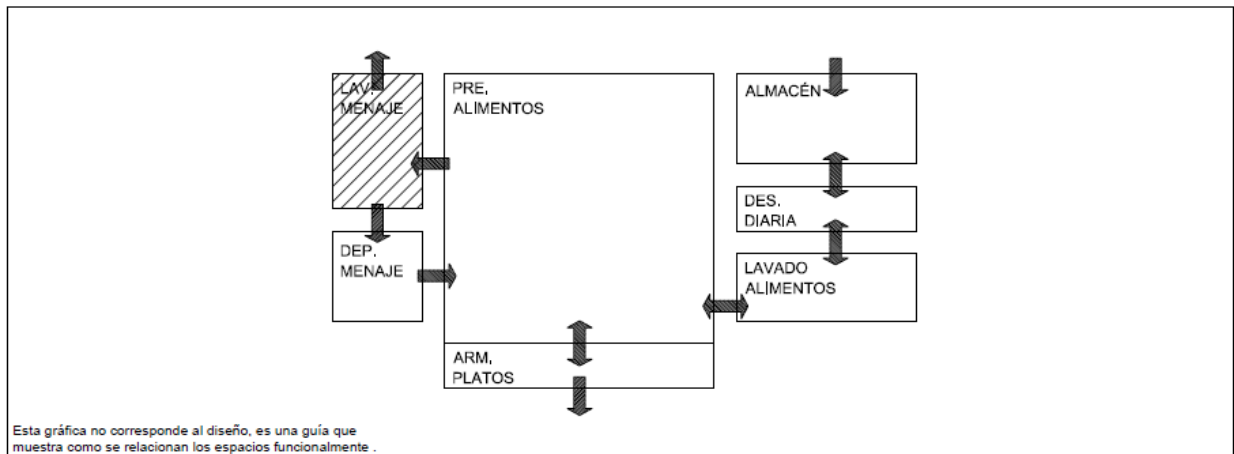 LAV.
MENAJE
PRE,
ALIMENTOS
ALMACÉN
DES.
DIARIA
DEP.
MENAJE
LAVADO
ALIMENTOS
ARM,
PLATOS
Esta gráfica no corresponde al diseño, es una guía que
muestra como se relacionan los espacios funcionalmente .